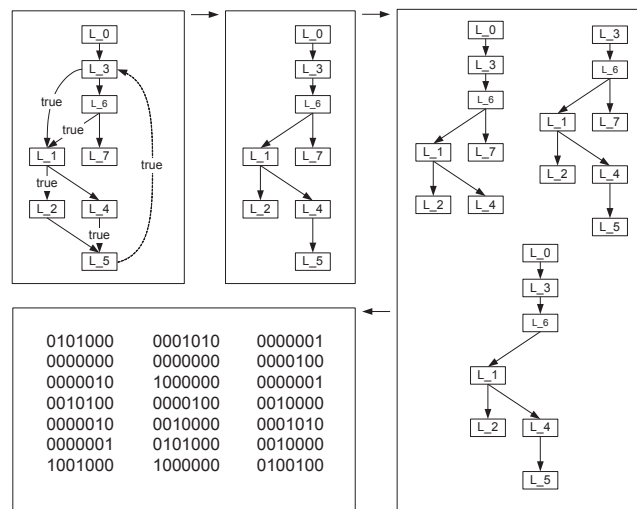 L_0
L_3
true
L_6
true
L_1
L_7
true
true
L_2
L_4
true
L_5
L_0
L_3
L_6
L_1
L_7
L_2
L_4
L_5
L_0
L_3
L_6
L_1
L_2
L_4
L_3
L_6
L_7
L_1
L_2
L_4
L_5
L_0
L_3
L_6
L_1
L_2
L_4
L_5
0101000 0001010 0000001
0000000 0000000 0000100
0000010 1000000 0000001
0010100 0000100 0010000
0000010 0010000 0001010
0000001 0101000 0010000
1001000 1000000 0100100